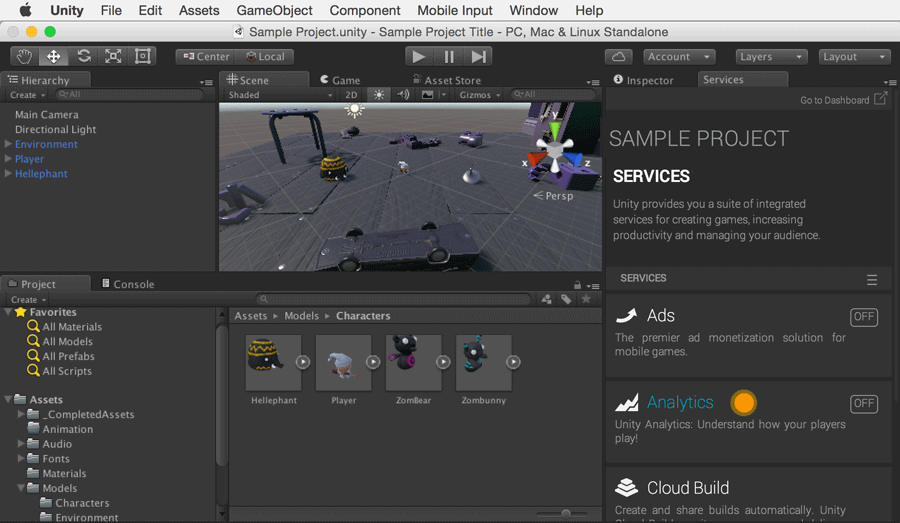 Unity File Edit Assets GameObject Component Mobile Input Window Help
Sample Project.unity - Sample Project Title - PC, Mac & Linux Standalone
Center Local Account Layers Layout
Hierarchy
Create All
Main Camera
Directional Light
Environment
Player
Hellephant
Scene Game Asset Store
Shaded 2D Gizmos All
y
x z
Persp
Inspector Services
Go to Dashboard
SAMPLE PROJECT
SERVICES
Unity provides you a suite of integrated
services for creating games, increasing
productivity and managing your audience.
SERVICES
Ads OFF
The premier ad monetization solution for
mobile games.
Analytics OFF
Unity Analytics: Understand how your players
play!
Cloud Build
Create and share builds automatically. Unity
Project Console
Create
Favorites
All Materials
All Models
All Prefabs
All Scripts
Assets
_CompletedAssets
Animation
Audio
Fonts
Materials
Models
Characters
Environment
Assets Models Characters
Hellephant Player ZomBear Zombunny